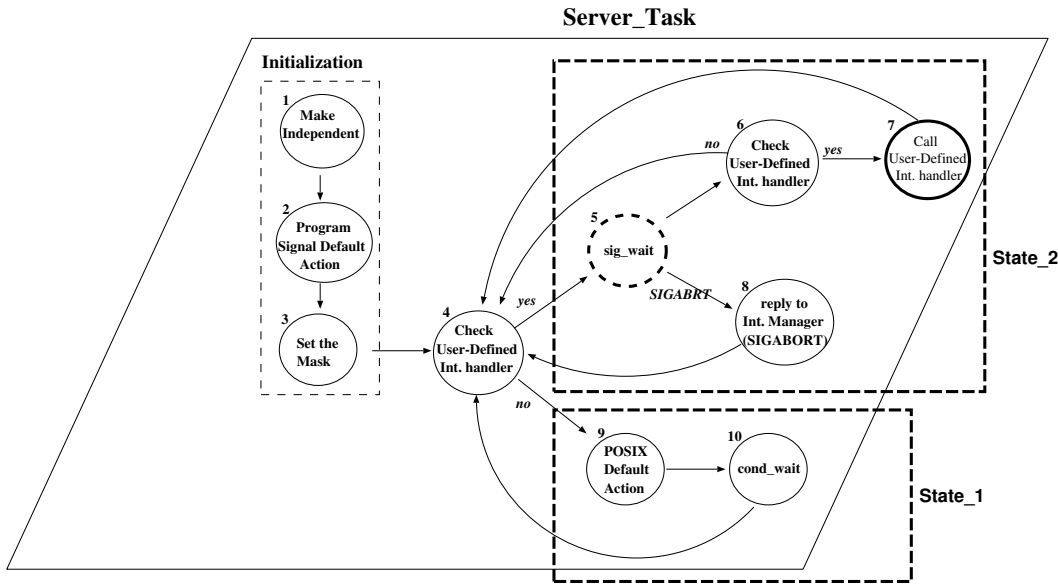 Server_Task
Initialization
1
Make
Independent
2
Program
Signal Default
Action
3
Set the
Mask
4
Check
User-Defined
Int. handler
yes
no
5
sig_wait
SIGABRT
6
Check
User-Defined
Int. handler
no
yes
7
Call
User-Defined
Int. handler
8
reply to
Int. Manager
(SIGABORT)
State_2
9
POSIX
Default
Action
10
cond_wait
State_1